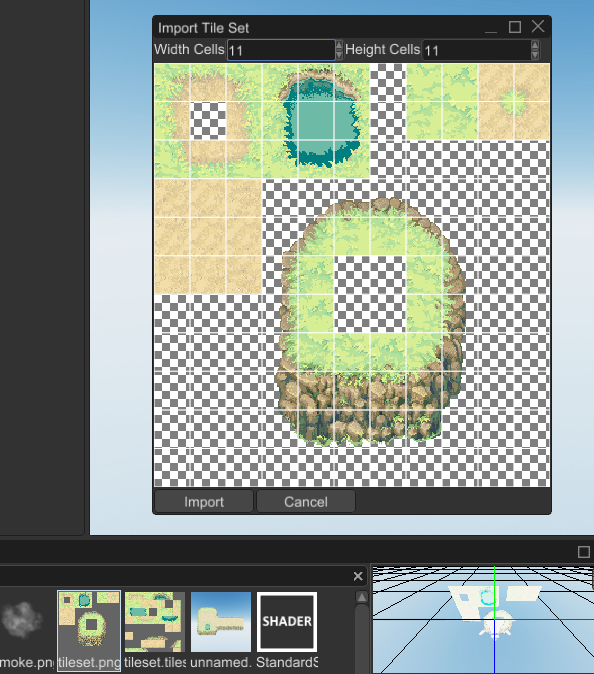 Import Tile Set
Width Cells 11 Height Cells 11
Import Cancel
SHADER
moke.pn tileset.png tileset.tiles unnamed. StandardS